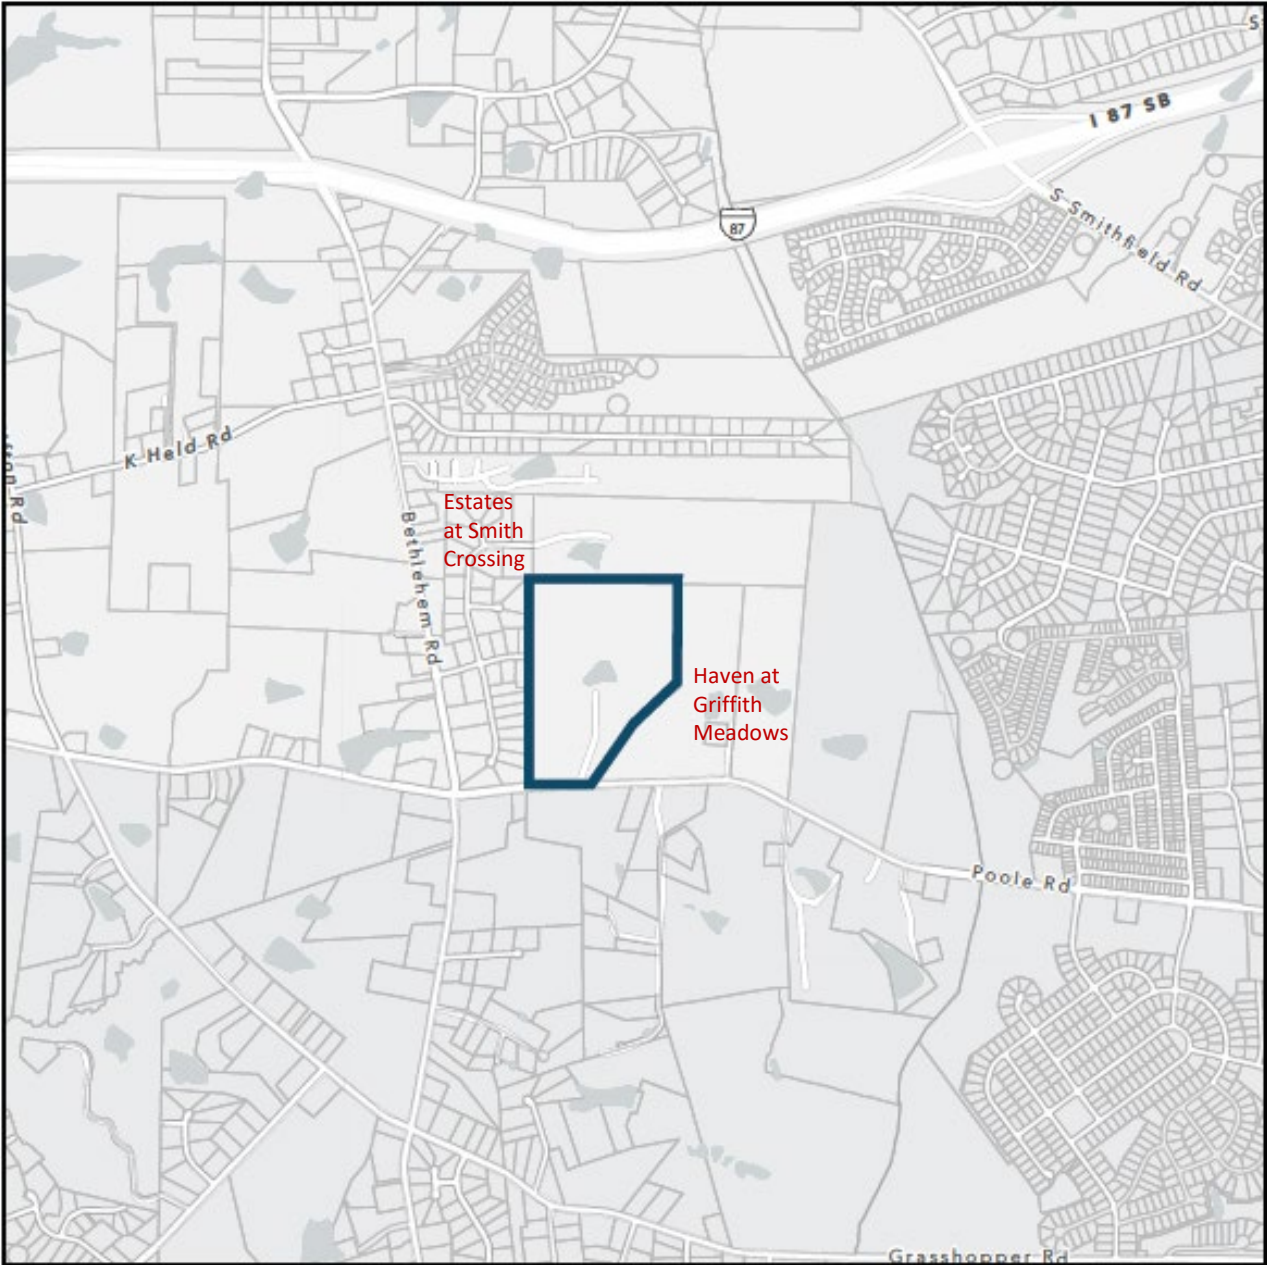 S
I 87 SB
S Smithfield Rd
87
K Held Rd
Rd
Estates
at Smith
Crossing
Bethlehem Rd
Haven at
Griffith
Meadows
Poole Rd
Grasshopper Rd